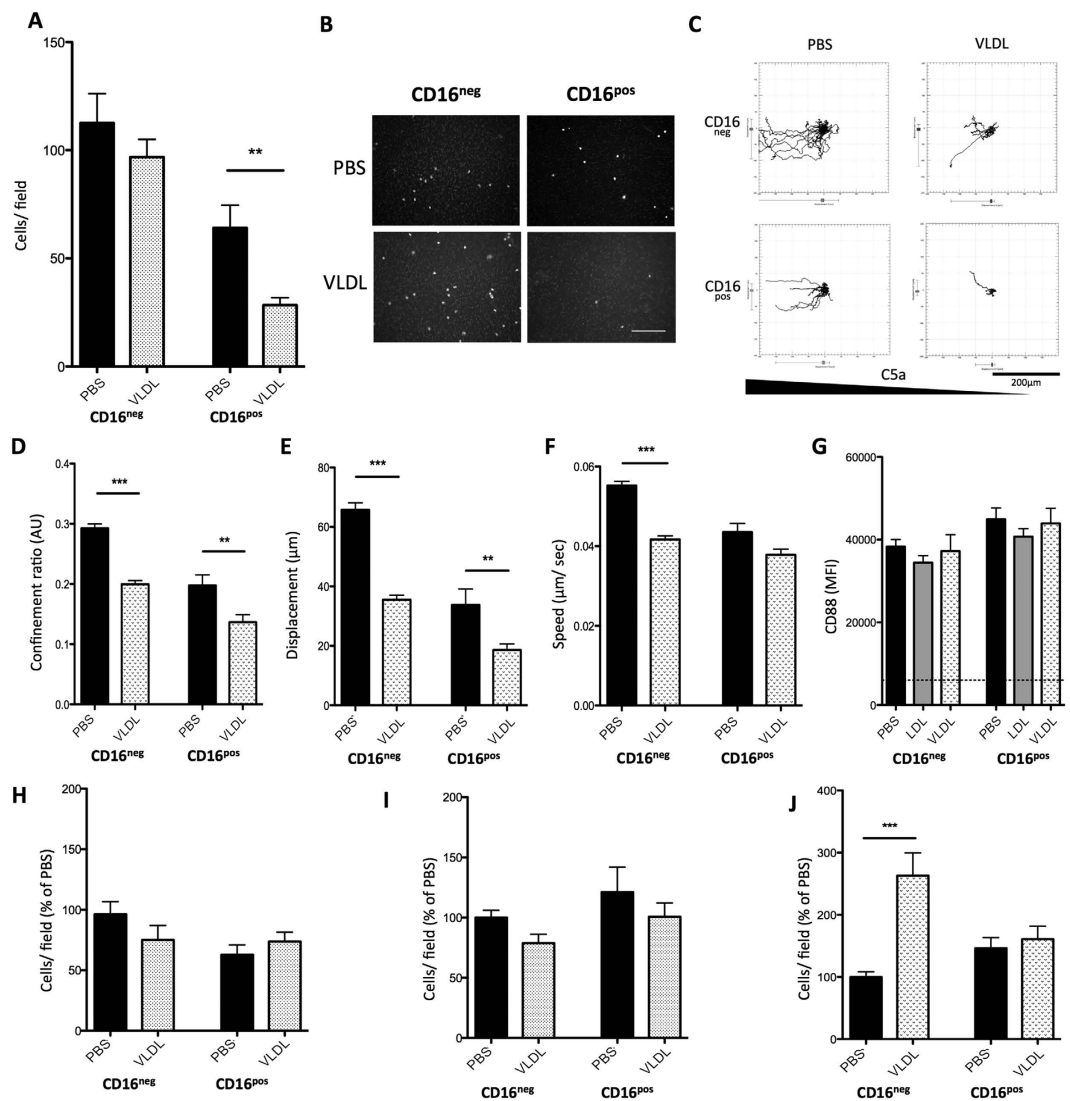 A
150
100
50
0
Cells/ field
**
PBS
VLDL
PBS
VLDL
CD16neg
CD16pos
B
CD16neg
CD16pos
PBS
VLDL
C
PBS
VLDL
CD16
neg
CD16
pos
C5a
200µm
D
0.4
0.3
0.2
0.1
0.0
Confinement ratio (AU)
***
**
PBS
VLDL
PBS
VLDL
CD16neg
CD16pos
E
80
60
40
20
0
Displacement (µm)
***
**
PBS
VLDL
PBS
VLDL
CD16neg
CD16pos
F
0.06
0.04
0.02
0.00
Speed (µm/ sec)
***
PBS
VLDL
PBS
VLDL
CD16neg
CD16pos
G
60000
40000
20000
0
CD88 (MFI)
PBS
LDL
VLDL
PBS
LDL
VLDL
CD16neg
CD16pos
H
200
150
100
50
0
Cells/ field (% of PBS)
PBS
VLDL
PBS
VLDL
CD16neg
CD16pos
I
200
150
100
50
0
Cells/ field (% of PBS)
PBS
VLDL
PBS
VLDL
CD16neg
CD16pos
J
400
300
200
100
0
Cells/ field (% of PBS)
***
PBS
VLDL
PBS
VLDL
CD16neg
CD16pos